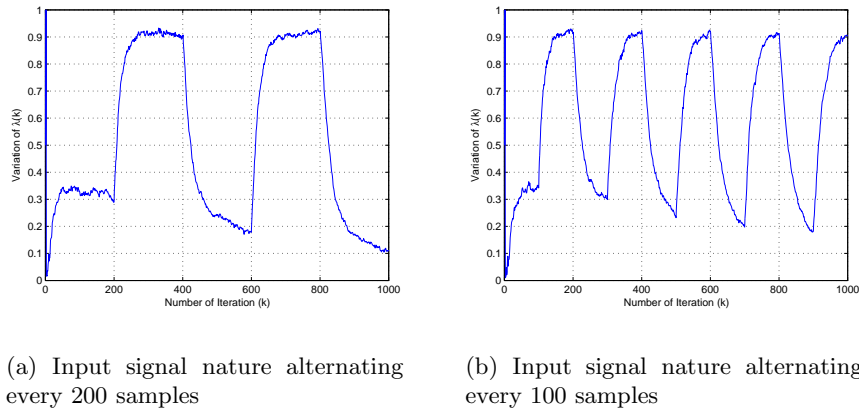 1
0.9
0.8
0.7
0.6
0.5
0.4
0.3
0.2
0.1
0
Variation of λ(k)
0 200 400 600 800 1000
Number of Iteration (k)
1
0.9
0.8
0.7
0.6
0.5
0.4
0.3
0.2
0.1
0
Variation of λ(k)
0 200 400 600 800 1000
Number of Iteration (k)
(a) Input signal nature alternating
every 200 samples
(b) Input signal nature alternating
every 100 samples